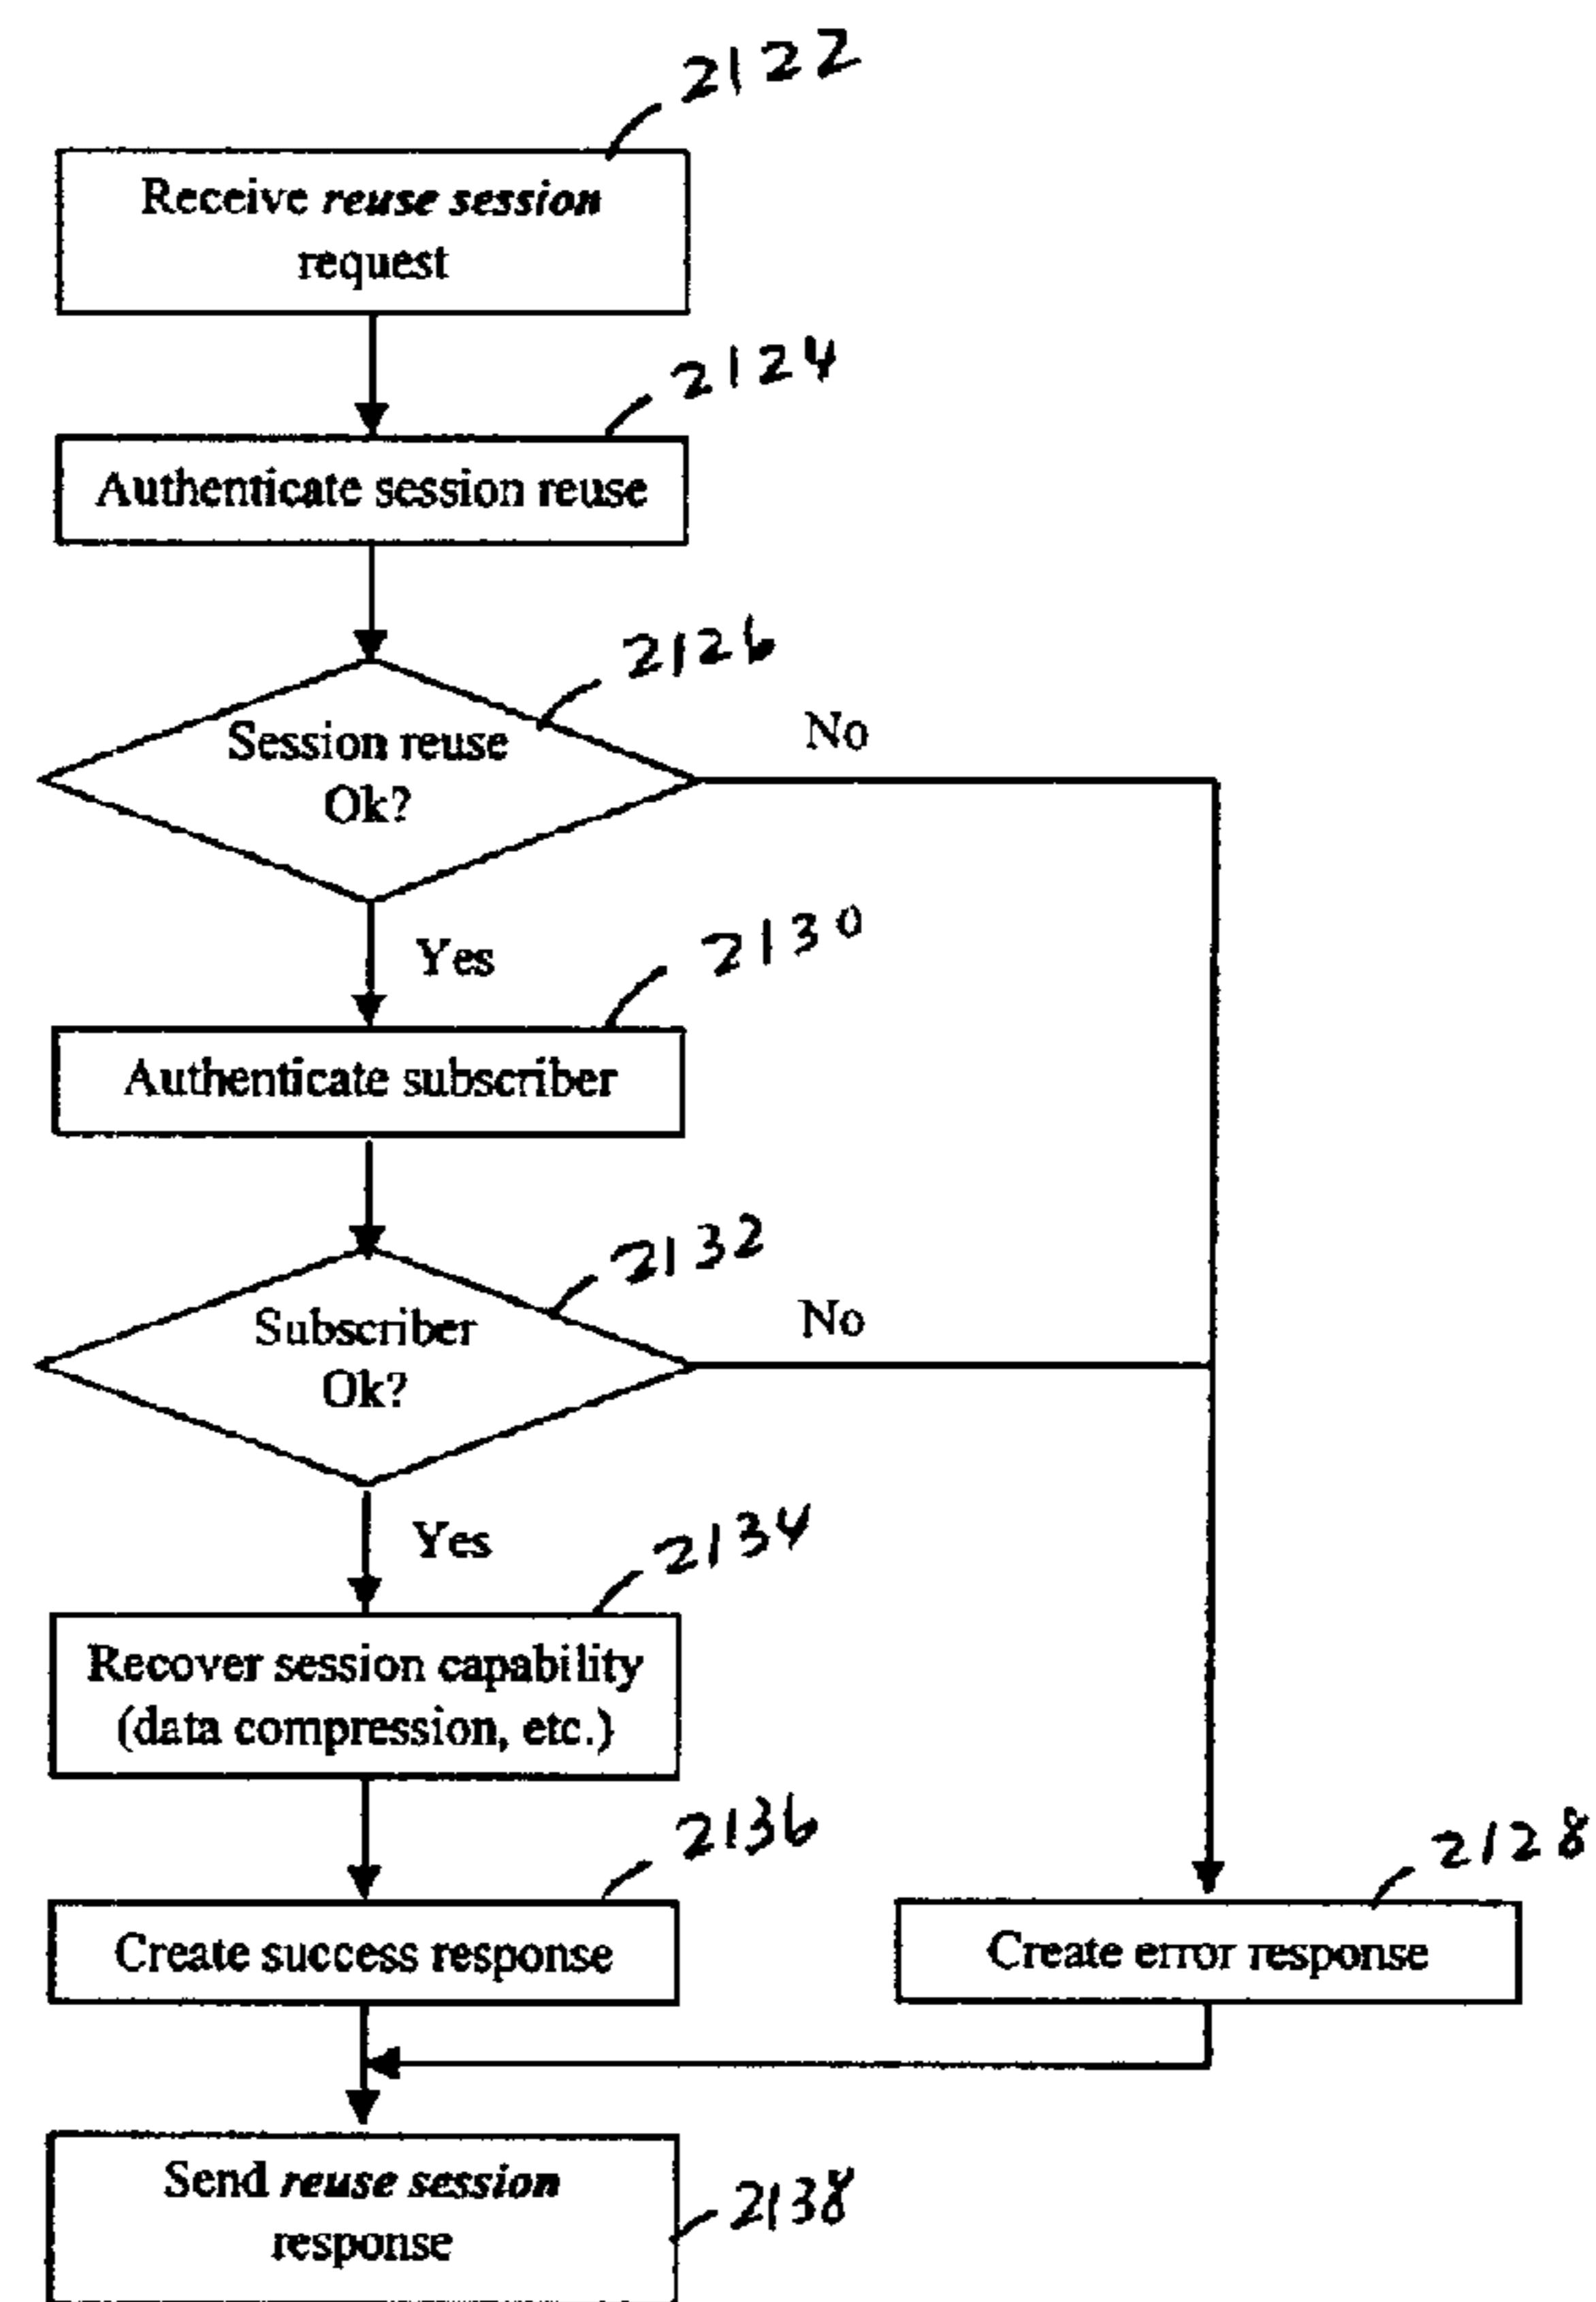 2122
Receive reuse session
request
2124
Authenticate session reuse
2126
Session reuse
Ok?
No
Yes
2130
Authenticate subscriber
2132
Subscriber
Ok?
No
Yes
2134
Recover session capability
(data compression, etc.)
2136
Create success response
2128
Create error response
Send reuse session
response
2138